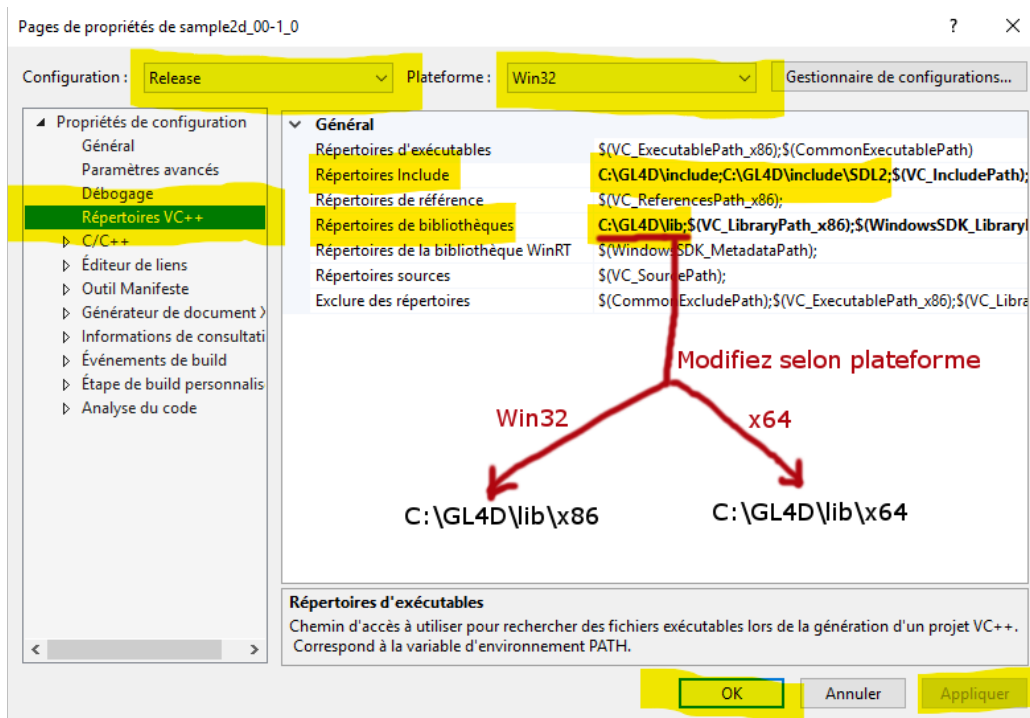 Pages de propriétés de sample2d_00-1_0
? X
Configuration : Release Plateforme : Win32 Gestionnaire de configurations...
Propriétés de configuration
Général
Paramètres avancés
Débogage
Répertoires VC++
C/C++
Éditeur de liens
Outil Manifeste
Générateur de document X
Informations de consultati
Événements de build
Étape de build personnalis
Analyse du code
Général
Répertoires d'exécutables $(VC_ExecutablePath_x86);$(CommonExecutablePath)
Répertoires Include C:\GL4D\include;C:\GL4D\include\SDL2;$(VC_IncludePath);
Répertoires de référence $(VC_ReferencesPath_x86);
Répertoires de bibliothèques C:\GL4D\lib;$(VC_LibraryPath_x86);$(WindowsSDK_Libraryl
Répertoires de la bibliothèque WinRT $(WindowsSDK_MetadataPath);
Répertoires sources $(VC_SourcePath);
Exclure des répertoires $(CommonExcludePath);$(VC_ExecutablePath_x86);$(VC_Libra
Modifiez selon plateforme
Win32 x64
C:\GL4D\lib\x86 C:\GL4D\lib\x64
Répertoires d'exécutables
Chemin d'accès à utiliser pour rechercher des fichiers exécutables lors de la génération d'un projet VC++.
Correspond à la variable d'environnement PATH.
OK Annuler Appliquer